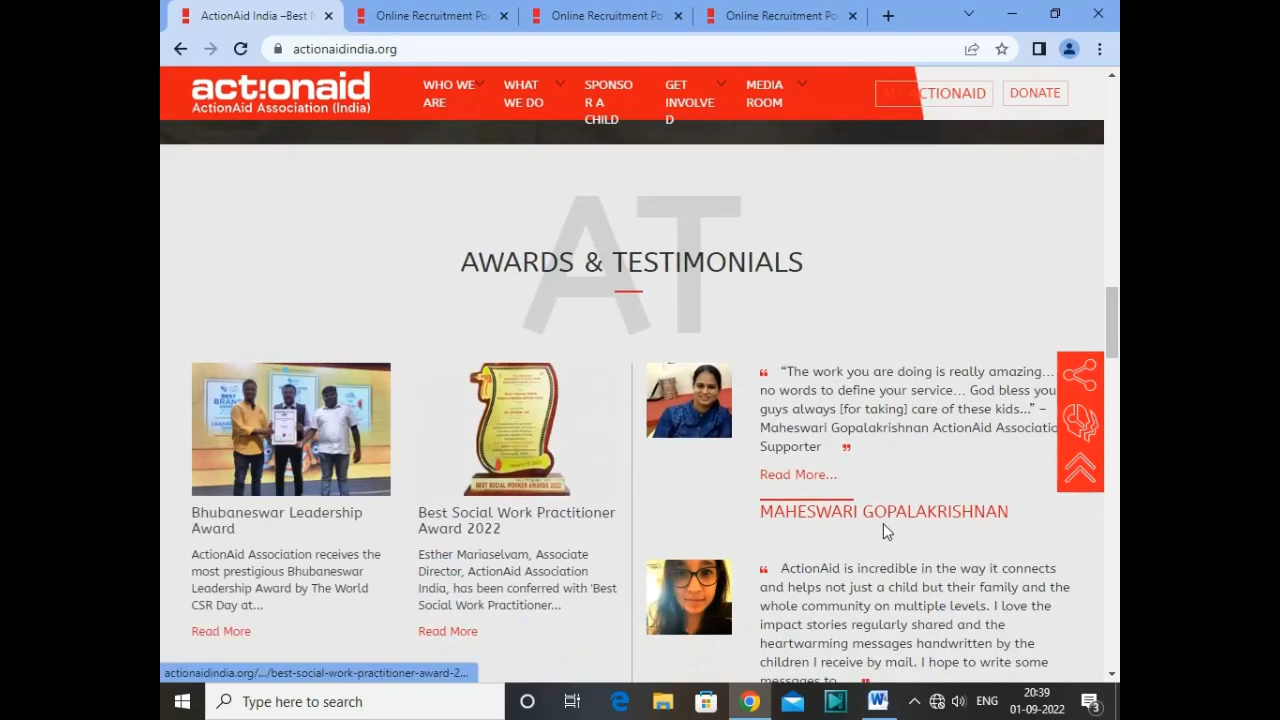 ActionAid India –Best N
Online Recruitment Po
Online Recruitment Po
Online Recruitment Po
actionaidindia.org
act!onaid
ActionAid Association (India)
WHO WE
ARE
WHAT
WE DO
SPONSO
R A
CHILD
GET
INVOLVE
D
MEDIA
ROOM
MY ACTIONAID
DONATE
AT
AWARDS & TESTIMONIALS
Bhubaneswar Leadership
Award
ActionAid Association receives the
most prestigious Bhubaneswar
Leadership Award by The World
CSR Day at...
Read More
BEST SOCIAL WORKER AWARDS 2022
Best Social Work Practitioner
Award 2022
Esther Mariaselvam, Associate
Director, ActionAid Association
India, has been conferred with 'Best
Social Work Practitioner...
Read More
“The work you are doing is really amazing...
no words to define your service... God bless you
guys always [for taking] care of these kids...” –
Maheswari Gopalakrishnan ActionAid Associatio
Supporter
Read More...
MAHESWARI GOPALAKRISHNAN
ActionAid is incredible in the way it connects
and helps not just a child but their family and the
whole community on multiple levels. I love the
impact stories regularly shared and the
heartwarming messages handwritten by the
children I receive by mail. I hope to write some
messages to
actionaidindia.org/.../best-social-work-practitioner-award-2...
Type here to search
ENG
20:39
01-09-2022
3